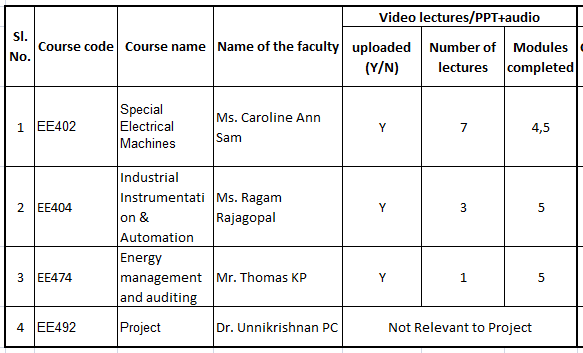 Video lectures/PPT+audio
Sl.
No.
Course code
Course name
Name of the faculty
uploaded
(Y/N)
Number of
lectures
Modules
completed
1
EE402
Special
Electrical
Machines
Ms. Caroline Ann
Sam
Y
7
4,5
2
EE404
Industrial
Instrumentati
on &
Automation
Ms. Ragam
Rajagopal
Y
3
5
3
EE474
Energy
management
and auditing
Mr. Thomas KP
Y
1
5
4
EE492
Project
Dr. Unnikrishnan PC
Not Relevant to Project